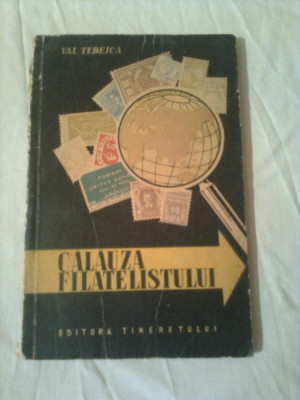 VAL TEBEICA
CALAUZA
FILATELISTULUI
EDITURA TINERETULUI